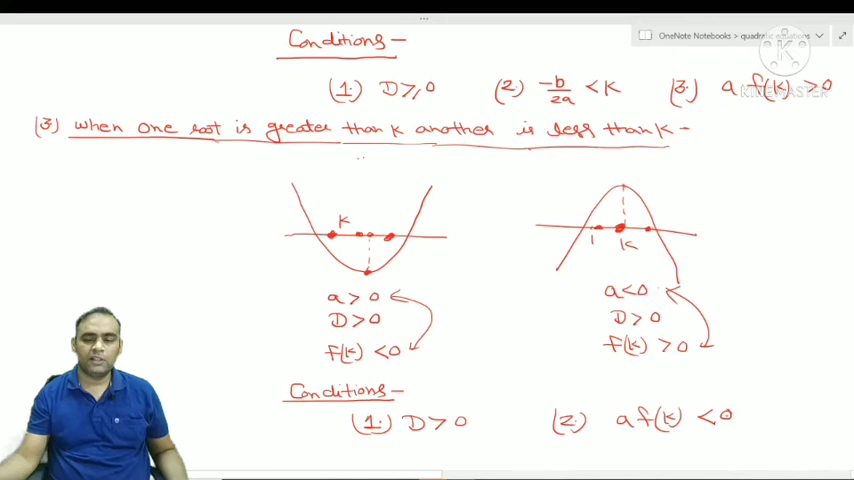 OneNote Notebooks > quadratic equations
K
KINEMASTER
Conditions –
(1.) D ≥ 0 (2.) -b/2a < K (3.) a f(K) > 0
(3) When one root is greater than K another is less than K –
K
K
a > 0
D > 0
f(K) < 0
a < 0
D > 0
f(K) > 0
Conditions –
(1.) D > 0 (2.) a f(K) < 0